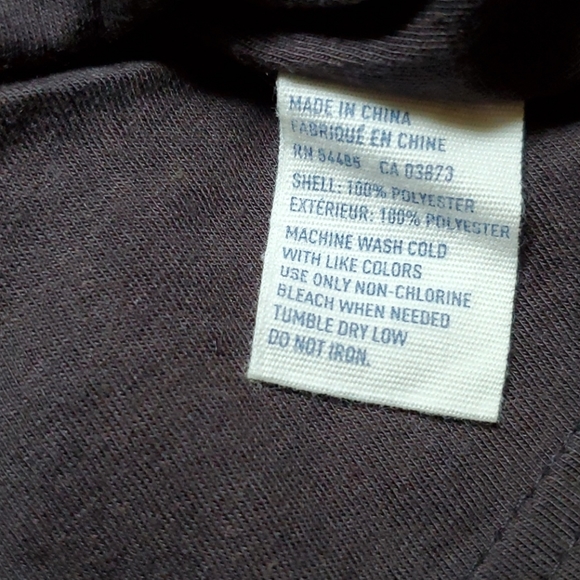 MADE IN CHINA
FABRIQUÉ EN CHINE
RN 54485 CA 03873
SHELL: 100% POLYESTER
EXTÉRIEUR: 100% POLYESTER
MACHINE WASH COLD
WITH LIKE COLORS
USE ONLY NON-CHLORINE
BLEACH WHEN NEEDED
TUMBLE DRY LOW
DO NOT IRON.